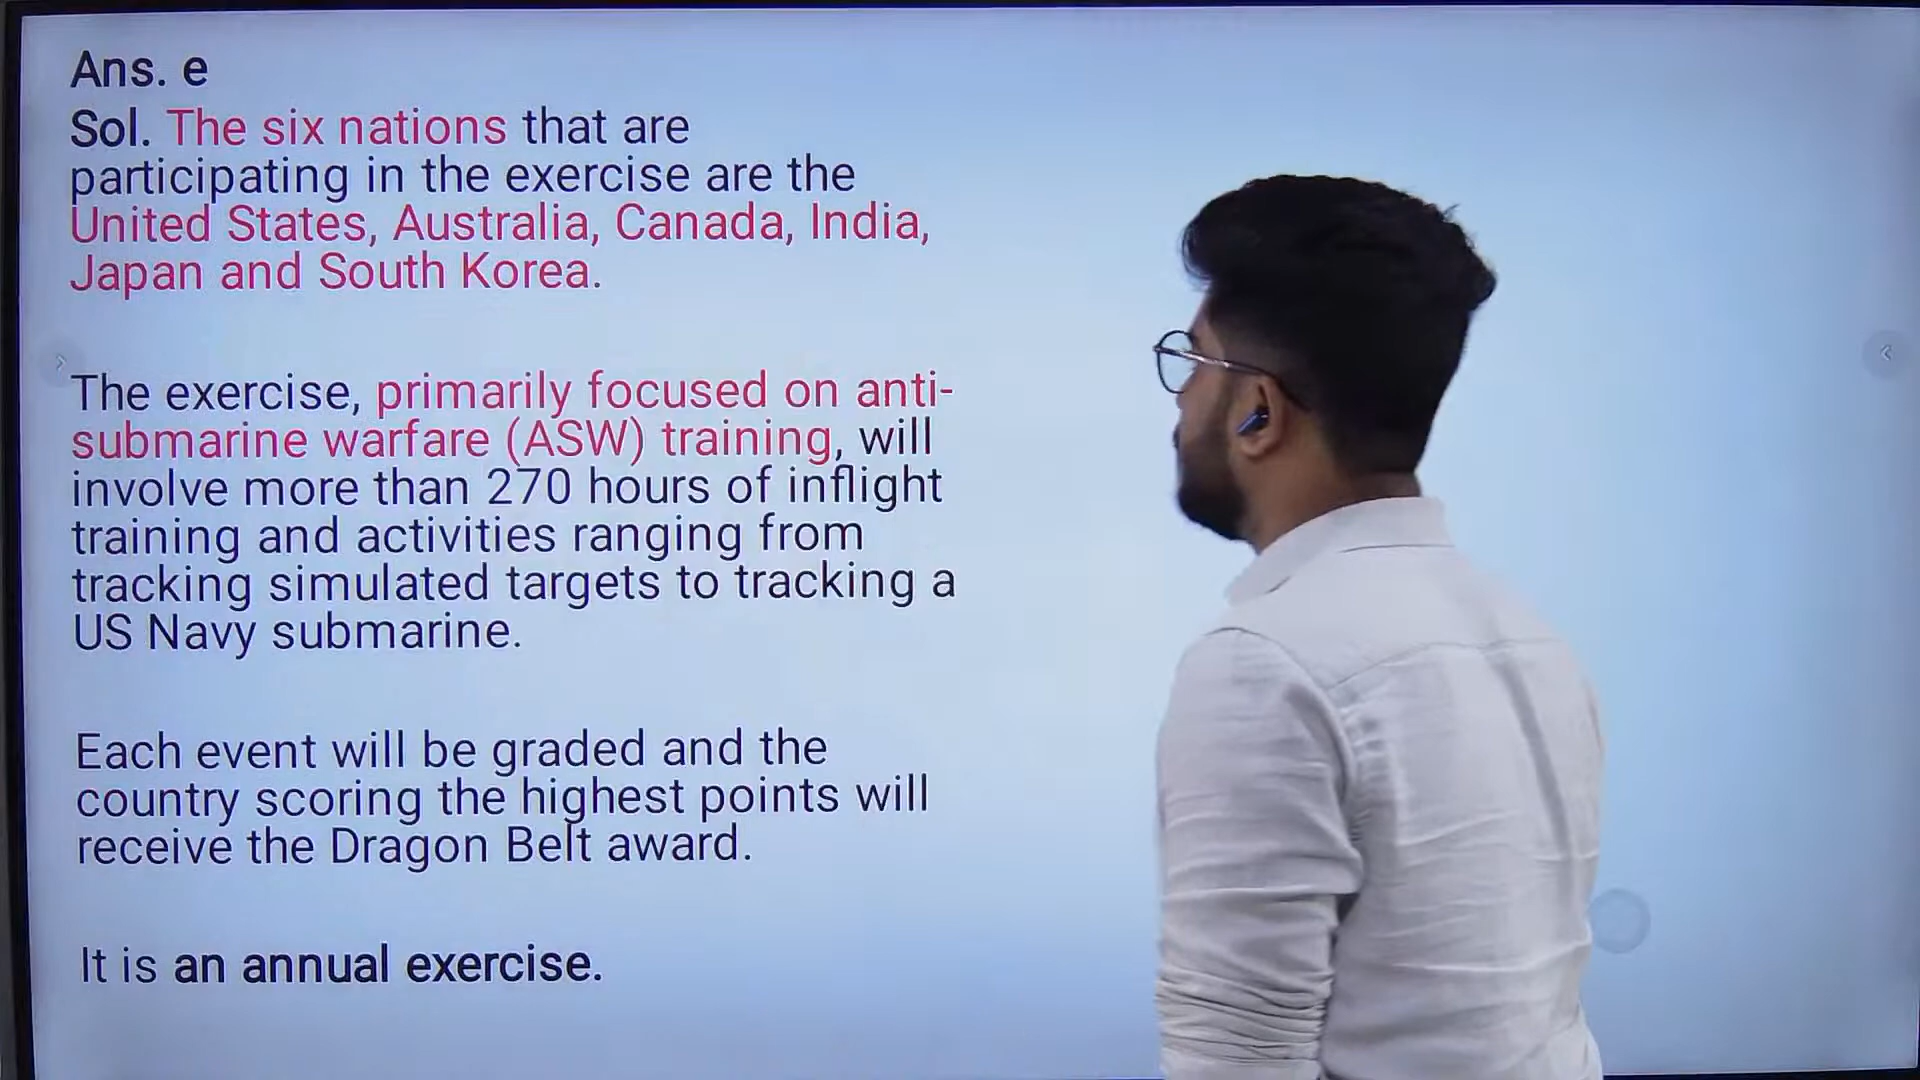 Ans. e
Sol. The six nations that are
participating in the exercise are the
United States, Australia, Canada, India,
Japan and South Korea.
The exercise, primarily focused on anti-
submarine warfare (ASW) training, will
involve more than 270 hours of inflight
training and activities ranging from
tracking simulated targets to tracking a
US Navy submarine.
Each event will be graded and the
country scoring the highest points will
receive the Dragon Belt award.
It is an annual exercise.